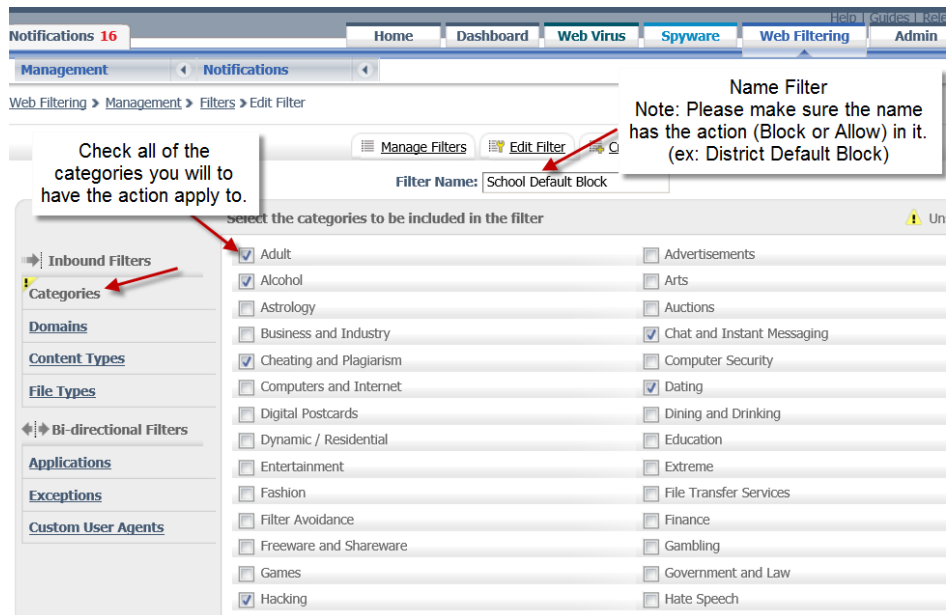 Help | Guides |
Notifications 16
Home
Dashboard
Web Virus
Spyware
Web Filtering
Admin
Management
Notifications
Web Filtering > Management > Filters > Edit Filter
Name Filter
Note: Please make sure the name
has the action (Block or Allow) in it.
(ex: District Default Block)
Check all of the
categories you will to
have the action apply to.
Manage Filters
Edit Filter
Filter Name: School Default Block
Select the categories to be included in the filter
Inbound Filters
Categories
Domains
Content Types
File Types
Bi-directional Filters
Applications
Exceptions
Custom User Agents
Adult
Advertisements
Alcohol
Arts
Astrology
Auctions
Business and Industry
Chat and Instant Messaging
Cheating and Plagiarism
Computer Security
Computers and Internet
Dating
Digital Postcards
Dining and Drinking
Dynamic / Residential
Education
Entertainment
Extreme
Fashion
File Transfer Services
Filter Avoidance
Finance
Freeware and Shareware
Gambling
Games
Government and Law
Hacking
Hate Speech